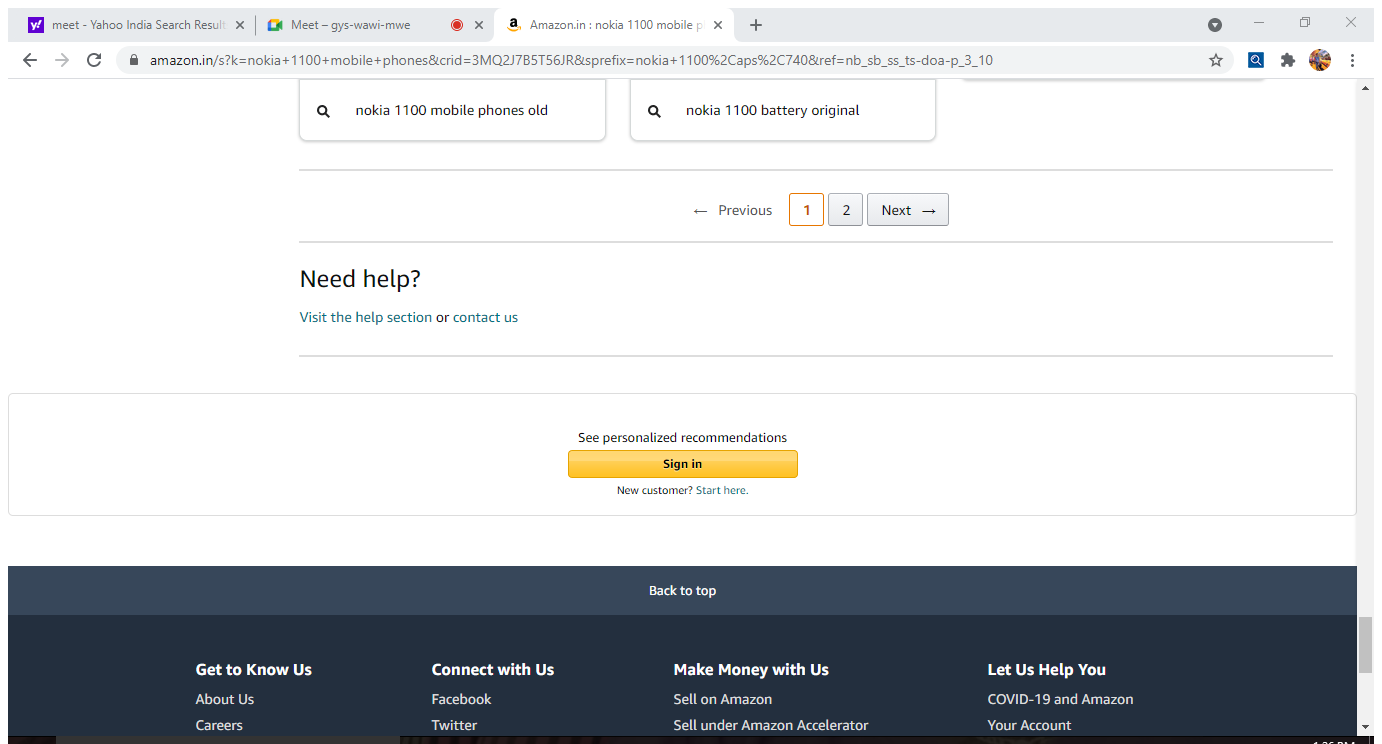 meet - Yahoo India Search Result
Meet – gys-wawi-mwe
Amazon.in : nokia 1100 mobile p
amazon.in/s?k=nokia+1100+mobile+phones&crid=3MQ2J7B5T56JR&sprefix=nokia+1100%2Caps%2C740&ref=nb_sb_ss_ts-doa-p_3_10
nokia 1100 mobile phones old
nokia 1100 battery original
← Previous 1 2 Next →
Need help?
Visit the help section or contact us
See personalized recommendations
Sign in
New customer? Start here.
Back to top
Get to Know Us
About Us
Careers
Connect with Us
Facebook
Twitter
Make Money with Us
Sell on Amazon
Sell under Amazon Accelerator
Let Us Help You
COVID-19 and Amazon
Your Account